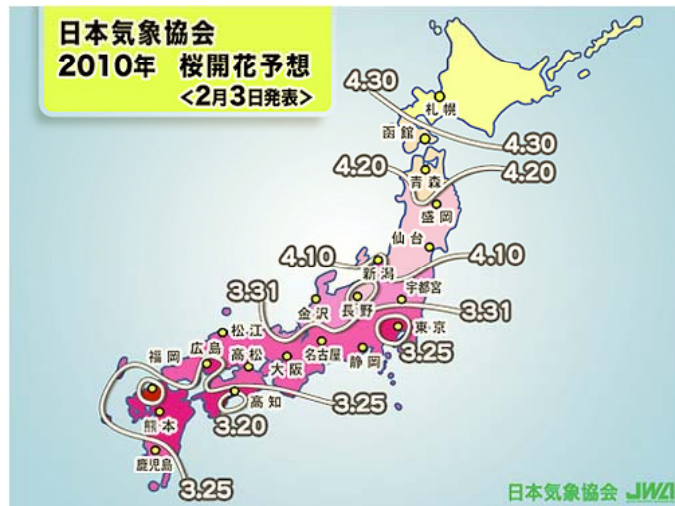 日本気象協会
2010年 桜開花予想
<2月3日発表>
4.30
札幌
函館
4.30
4.20
青森
4.20
盛岡
仙台
4.10
新潟
4.10
3.31
宇都宮
金沢
長野
3.31
松江
東京
福岡
広島
高松
名古屋
3.25
大阪
静岡
高知
3.25
熊本
3.20
鹿児島
3.25
日本気象協会 JWA